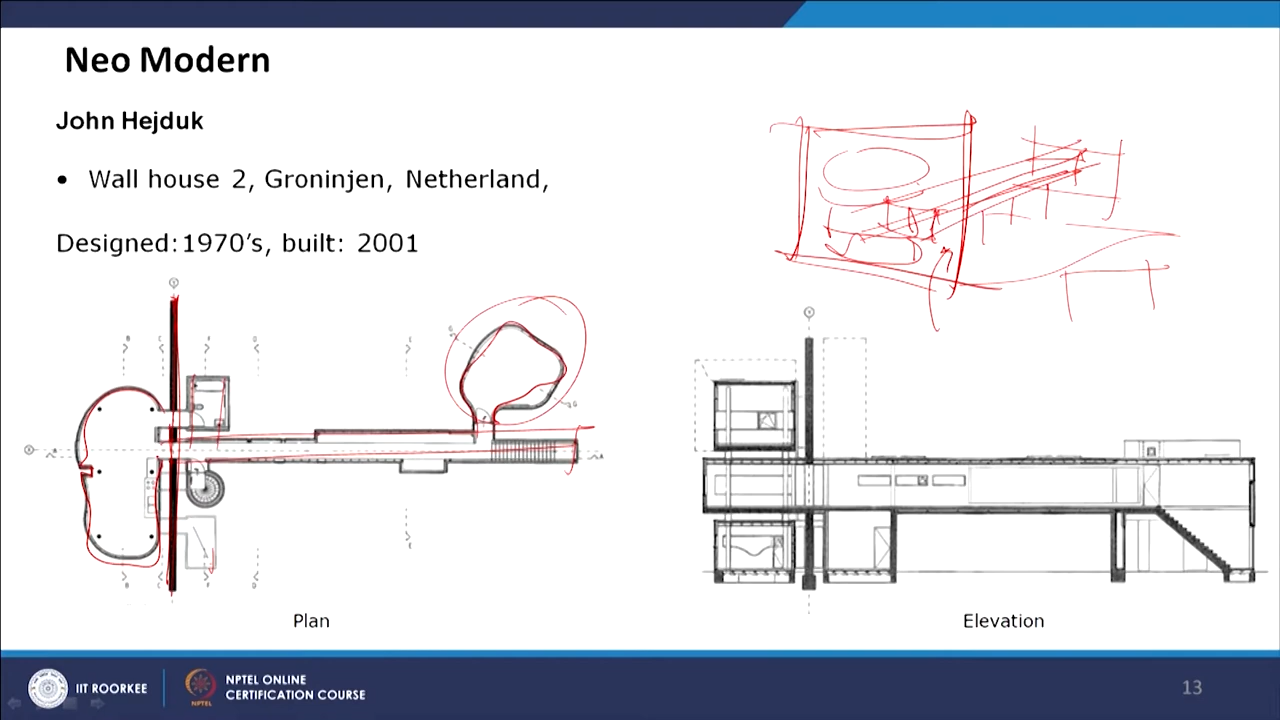 Neo Modern
John Hejduk
• Wall house 2, Groninjen, Netherland,
Designed:1970's, built: 2001
Plan
Elevation
IIT ROORKEE
NPTEL ONLINE
CERTIFICATION COURSE
NPTEL
13